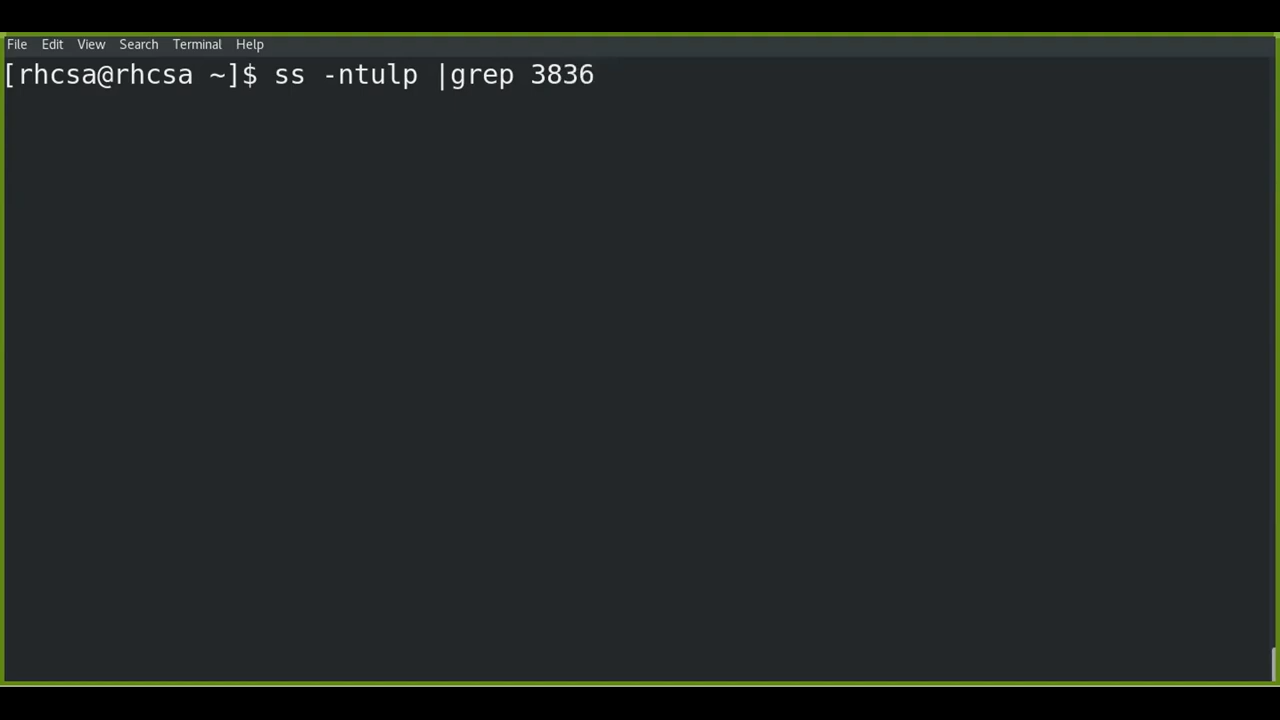 File Edit View Search Terminal Help
[rhcsa@rhcsa ~]$ ss -ntulp |grep 3836